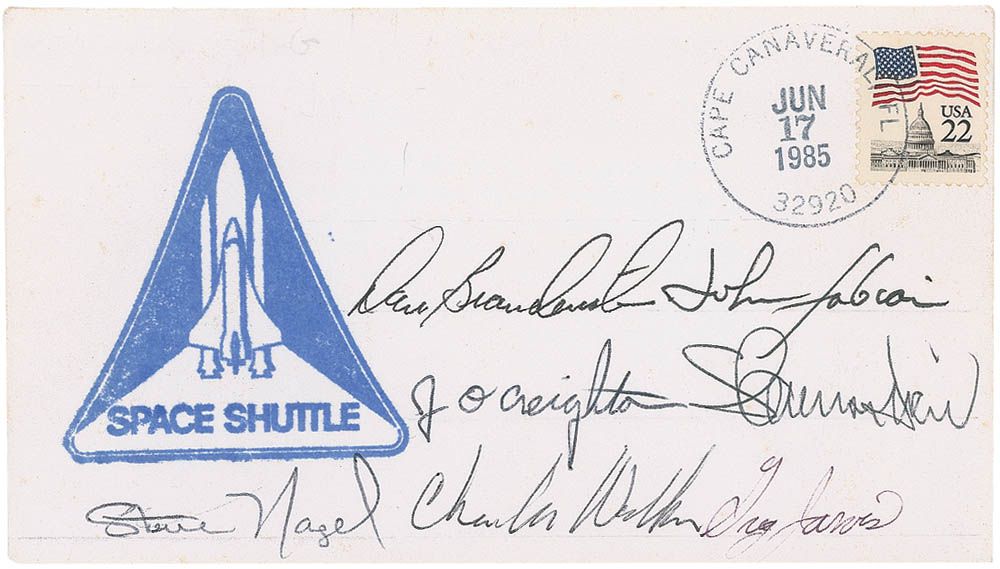 CAPE CANAVERAL FL
JUN
17
1985
32920
USA
22
SPACE SHUTTLE
Dan Brandenstein John Fabian
J O Creighton
Steve Nagel Charles Walker Greg Jarvis